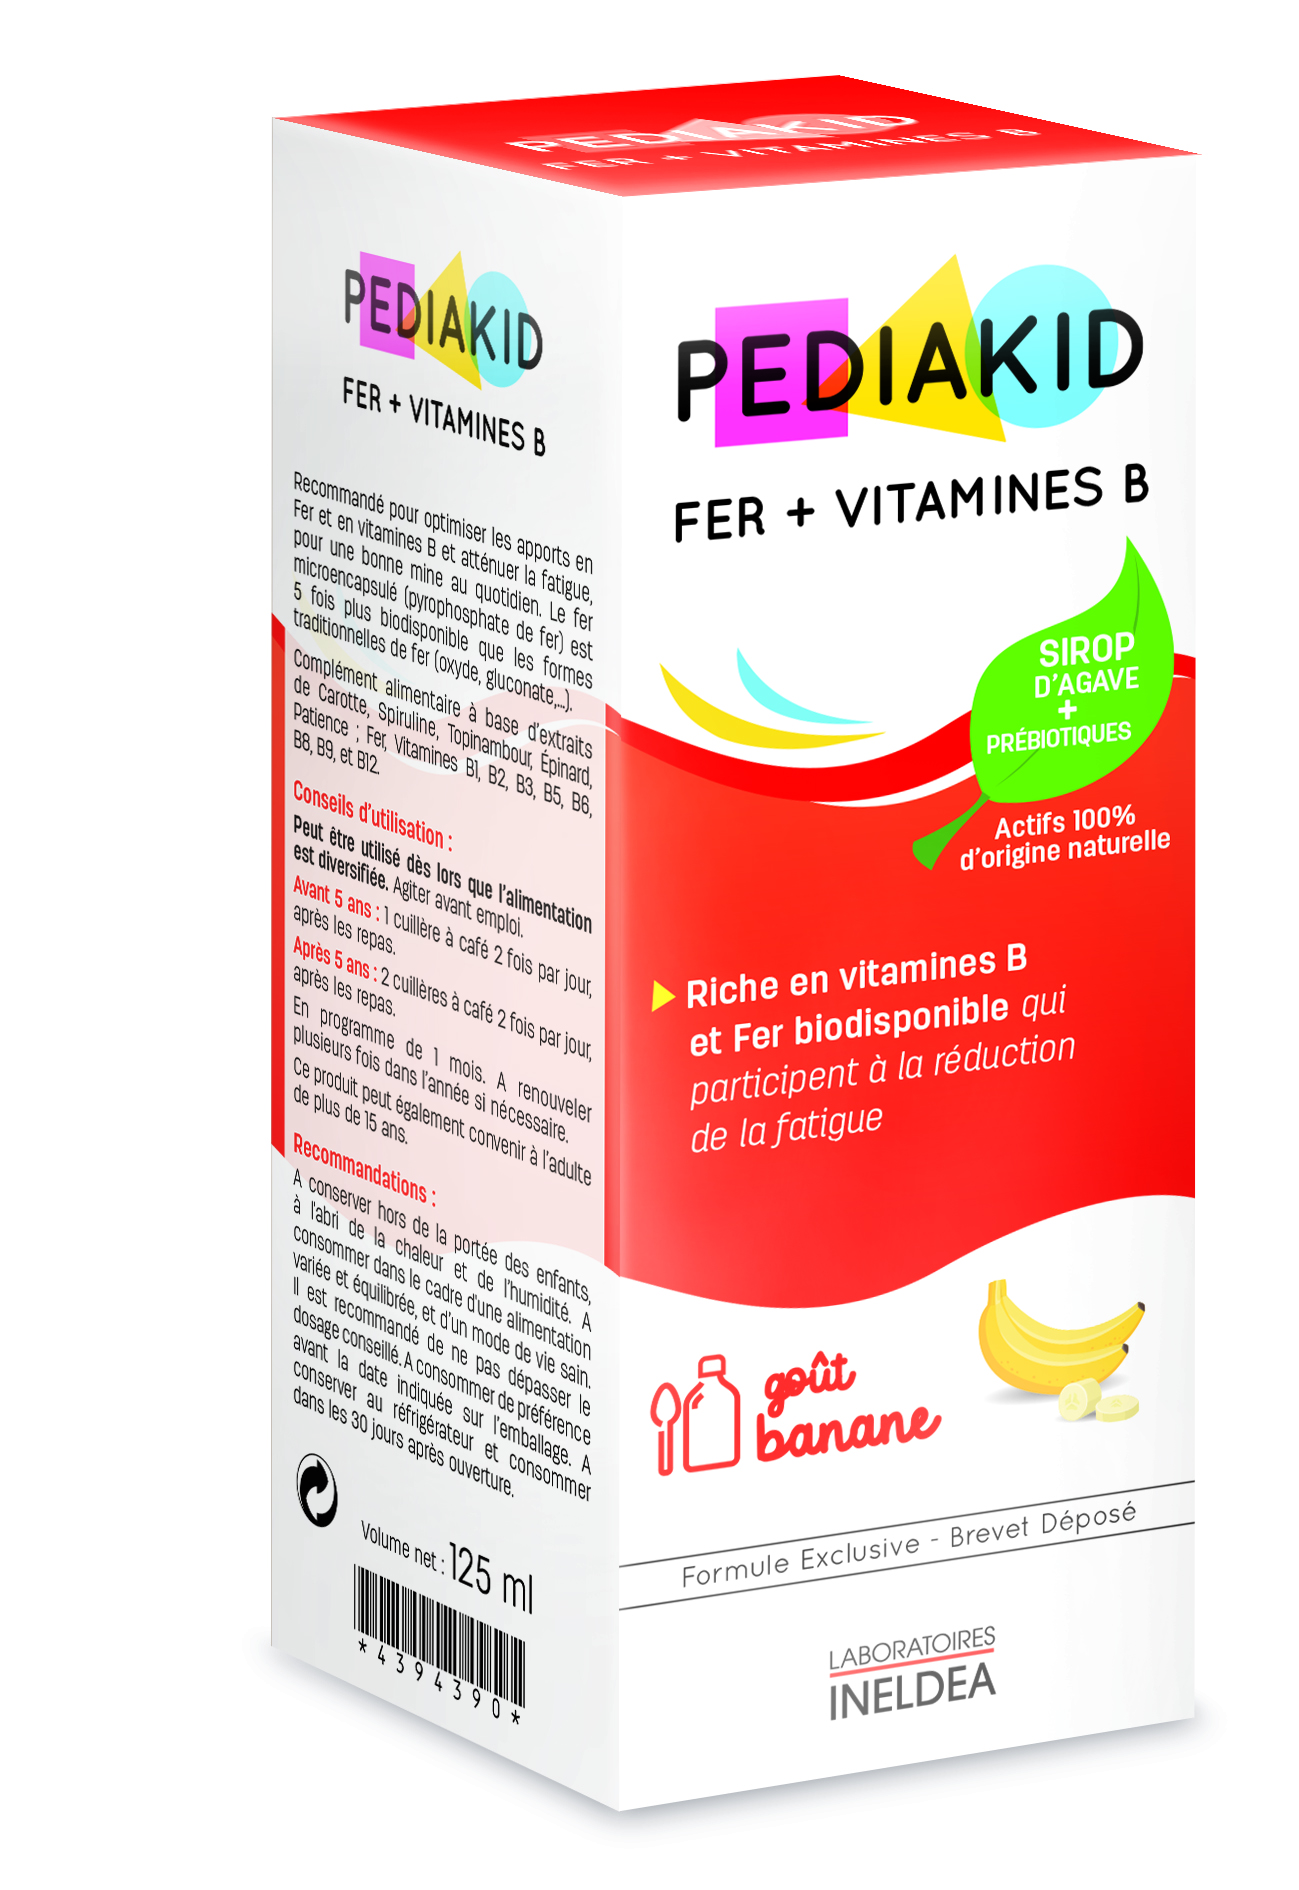 PEDIAKID
FER + VITAMINES B
PEDIAKID
FER + VITAMINES B
Recommandé pour optimiser les apports en
Fer et en vitamines B et atténuer la fatigue,
pour une bonne mine au quotidien. Le fer
microencapsulé (pyrophosphate de fer) est
5 fois plus biodisponible que les formes
traditionnelles de fer (oxyde, gluconate,...).
Complément alimentaire à base d'extraits
de Carotte, Spiruline, Topinambour, Épinard,
Patience ; Fer, Vitamines B1, B2, B3, B5, B6,
B8, B9, et B12.
Conseils d'utilisation :
Peut être utilisé dès lors que l'alimentation
est diversifiée. Agiter avant emploi.
Avant 5 ans : 1 cuillère à café 2 fois par jour,
après les repas.
Après 5 ans : 2 cuillères à café 2 fois par jour,
après les repas.
En programme de 1 mois. A renouveler
plusieurs fois dans l'année si nécessaire.
Ce produit peut également convenir à l'adulte
de plus de 15 ans.
Recommandations :
A conserver hors de la portée des enfants,
à l'abri de la chaleur et de l'humidité. A
consommer dans le cadre d'une alimentation
variée et équilibrée, et d'un mode de vie sain.
Il est recommandé de ne pas dépasser le
dosage conseillé. A consommer de préférence
avant la date indiquée sur l'emballage. A
conserver au réfrigérateur et consommer
dans les 30 jours après ouverture.
Volume net : 125 ml
*4394390*
PEDIAKID
FER + VITAMINES B
SIROP
D'AGAVE
+
PRÉBIOTIQUES
Actifs 100%
d'origine naturelle
Riche en vitamines B
et Fer biodisponible qui
participent à la réduction
de la fatigue
goût
banane
Formule Exclusive - Brevet Déposé
LABORATOIRES
INELDEA